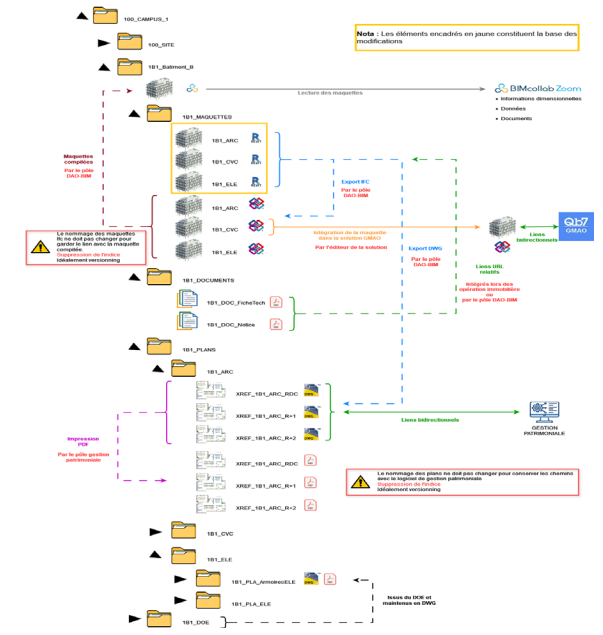 100_CAMPUS_1
100_SITE
1B1_Batiment_B
Nota : Les éléments encadrés en jaune constituent la base des
modifications
Lecture des maquettes
BIMcollab Zoom
• Informations dimensionnelles
• Données
• Documents
1B1_MAQUETTES
1B1_ARC
REVIT
1B1_CVC
REVIT
1B1_ELE
REVIT
Maquettes
compilées
Par le pôle
DAO-BIM
Export IFC
Par le pôle
DAO-BIM
1B1_ARC
1B1_CVC
1B1_ELE
Intégration de la maquette
dans la solution GMAO
Par l'éditeur de la solution
Export DWG
Par le pôle
DAO-BIM
Liens
bidirectionnels
Qb7
GMAO
Liens URL
relatifs
Intégrés lors des
opération immobilière
ou
par le pôle DAO-BIM
Le nommage des maquettes
Ifc ne doit pas changer pour
garder le lien avec la maquette
compilée.
Suppression de l'indice
Idéalement versionning
1B1_DOCUMENTS
1B1_DOC_FicheTech
1B1_DOC_Notice
1B1_PLANS
1B1_ARC
XREF_1B1_ARC_RDC
XREF_1B1_ARC_R+1
XREF_1B1_ARC_R+2
Liens bidirectionnels
GESTION
PATRIMONIALE
Impression
PDF
Par le pôle gestion
patrimoniale
XREF_1B1_ARC_RDC
XREF_1B1_ARC_R+1
XREF_1B1_ARC_R+2
Le nommage des plans ne doit pas changer pour conserver les chemins
avec le logiciel de gestion patrimoniale
Suppression de l'indice
Idéalement versionning
1B1_CVC
1B1_ELE
1B1_PLA_ArmoiresELE
DWG
1B1_PLA_ELE
Issus du DOE et
maintenus en DWG
1B1_DOE